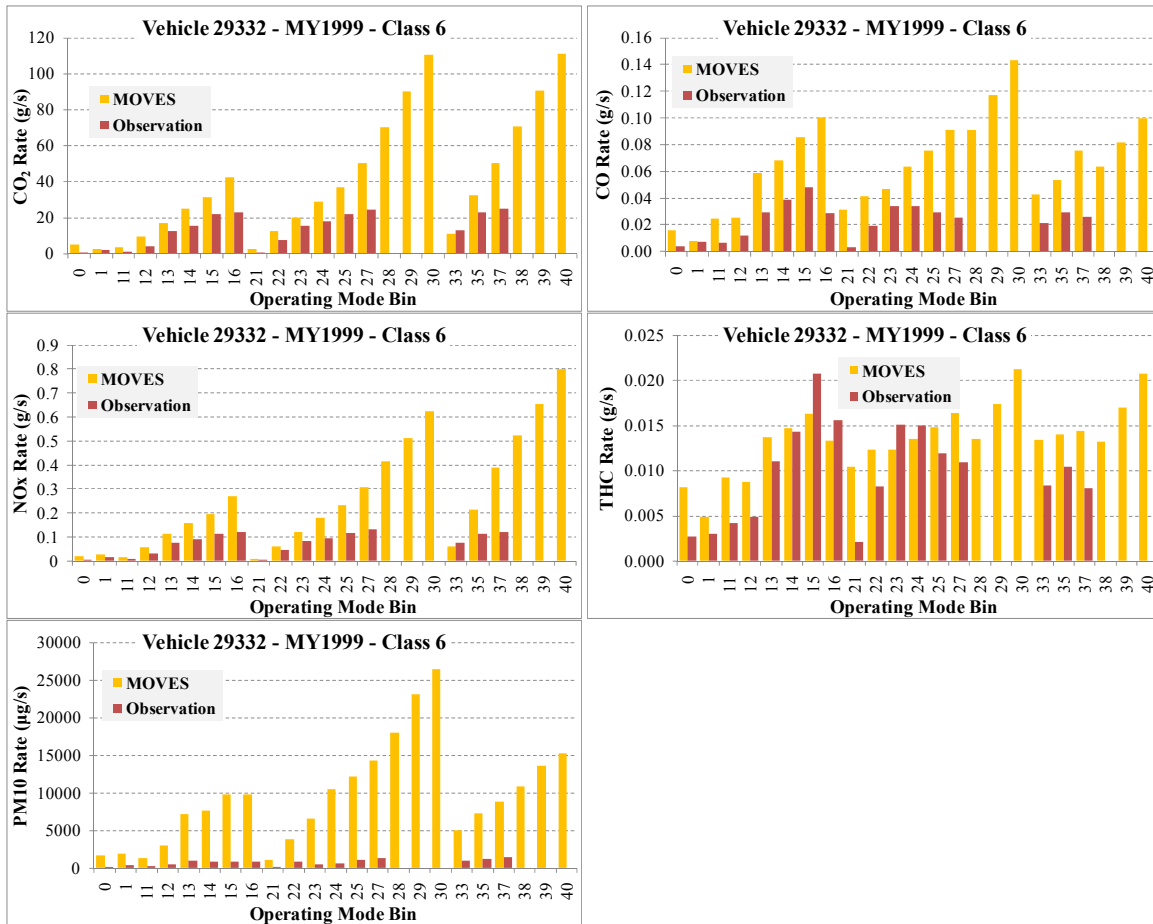 Vehicle 29332 - MY1999 - Class 6
CO₂ Rate (g/s)
120
100
80
60
40
20
0
MOVES
Observation
0 1 11 12 13 14 15 16 21 22 23 24 25 27 28 29 30 33 35 37 38 39 40
Operating Mode Bin
Vehicle 29332 - MY1999 - Class 6
CO Rate (g/s)
0.16
0.14
0.12
0.10
0.08
0.06
0.04
0.02
0.00
MOVES
Observation
0 1 11 12 13 14 15 16 21 22 23 24 25 27 28 29 30 33 35 37 38 39 40
Operating Mode Bin
Vehicle 29332 - MY1999 - Class 6
NOx Rate (g/s)
0.9
0.8
0.7
0.6
0.5
0.4
0.3
0.2
0.1
0
MOVES
Observation
0 1 11 12 13 14 15 16 21 22 23 24 25 27 28 29 30 33 35 37 38 39 40
Operating Mode Bin
Vehicle 29332 - MY1999 - Class 6
THC Rate (g/s)
0.025
0.020
0.015
0.010
0.005
0.000
MOVES
Observation
0 1 11 12 13 14 15 16 21 22 23 24 25 27 28 29 30 33 35 37 38 39 40
Operating Mode Bin
Vehicle 29332 - MY1999 - Class 6
PM10 Rate (µg/s)
30000
25000
20000
15000
10000
5000
0
MOVES
Observation
0 1 11 12 13 14 15 16 21 22 23 24 25 27 28 29 30 33 35 37 38 39 40
Operating Mode Bin